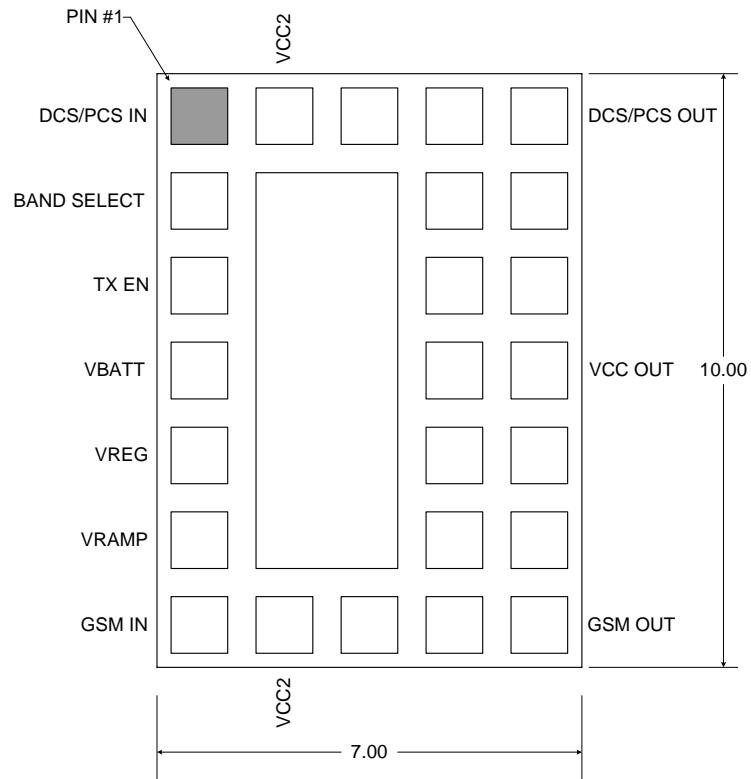 PIN #1
VCC2
DCS/PCS IN
DCS/PCS OUT
BAND SELECT
TX EN
VBATT
VCC OUT
10.00
VREG
VRAMP
GSM IN
GSM OUT
VCC2
7.00